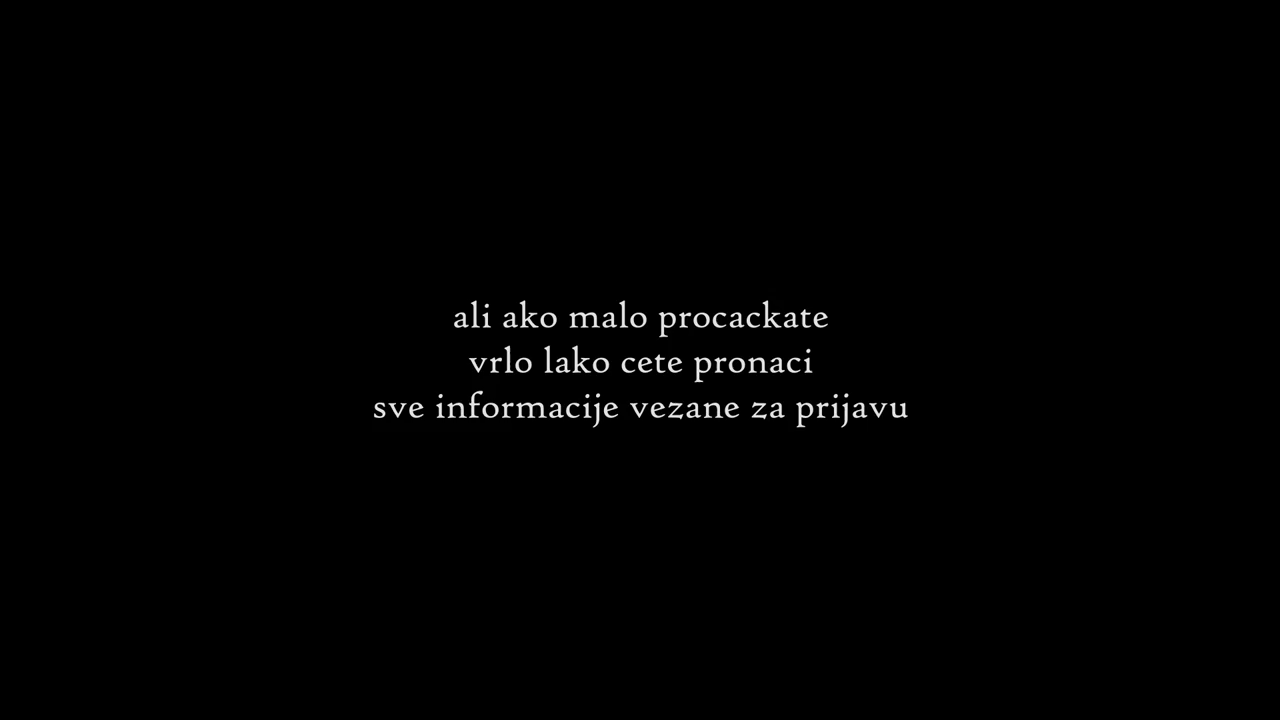 ali ako malo procackate
vrlo lako cete pronaci
sve informacije vezane za prijavu